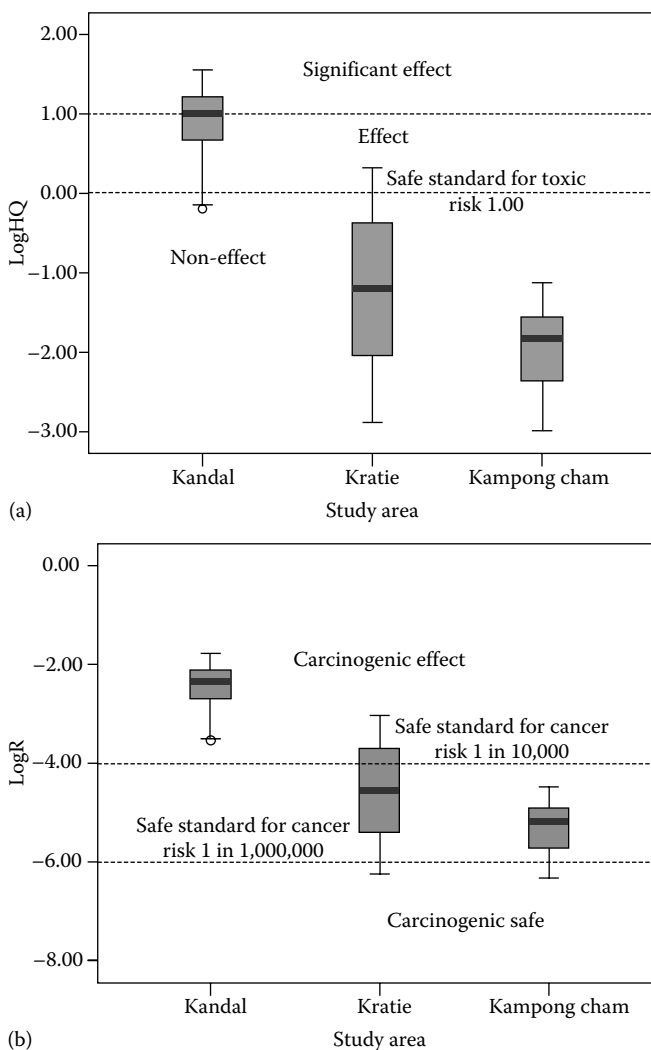 2.00
Significant effect
1.00
Effect
Safe standard for toxic
risk 1.00
0.00
LogHQ
Non-effect
−1.00
−2.00
−3.00
Kandal Kratie Kampong cham
(a)
Study area
0.00
−2.00
Carcinogenic effect
Safe standard for cancer
risk 1 in 10,000
−4.00
LogR
Safe standard for cancer
risk 1 in 1,000,000
−6.00
Carcinogenic safe
−8.00
Kandal Kratie Kampong cham
(b)
Study area